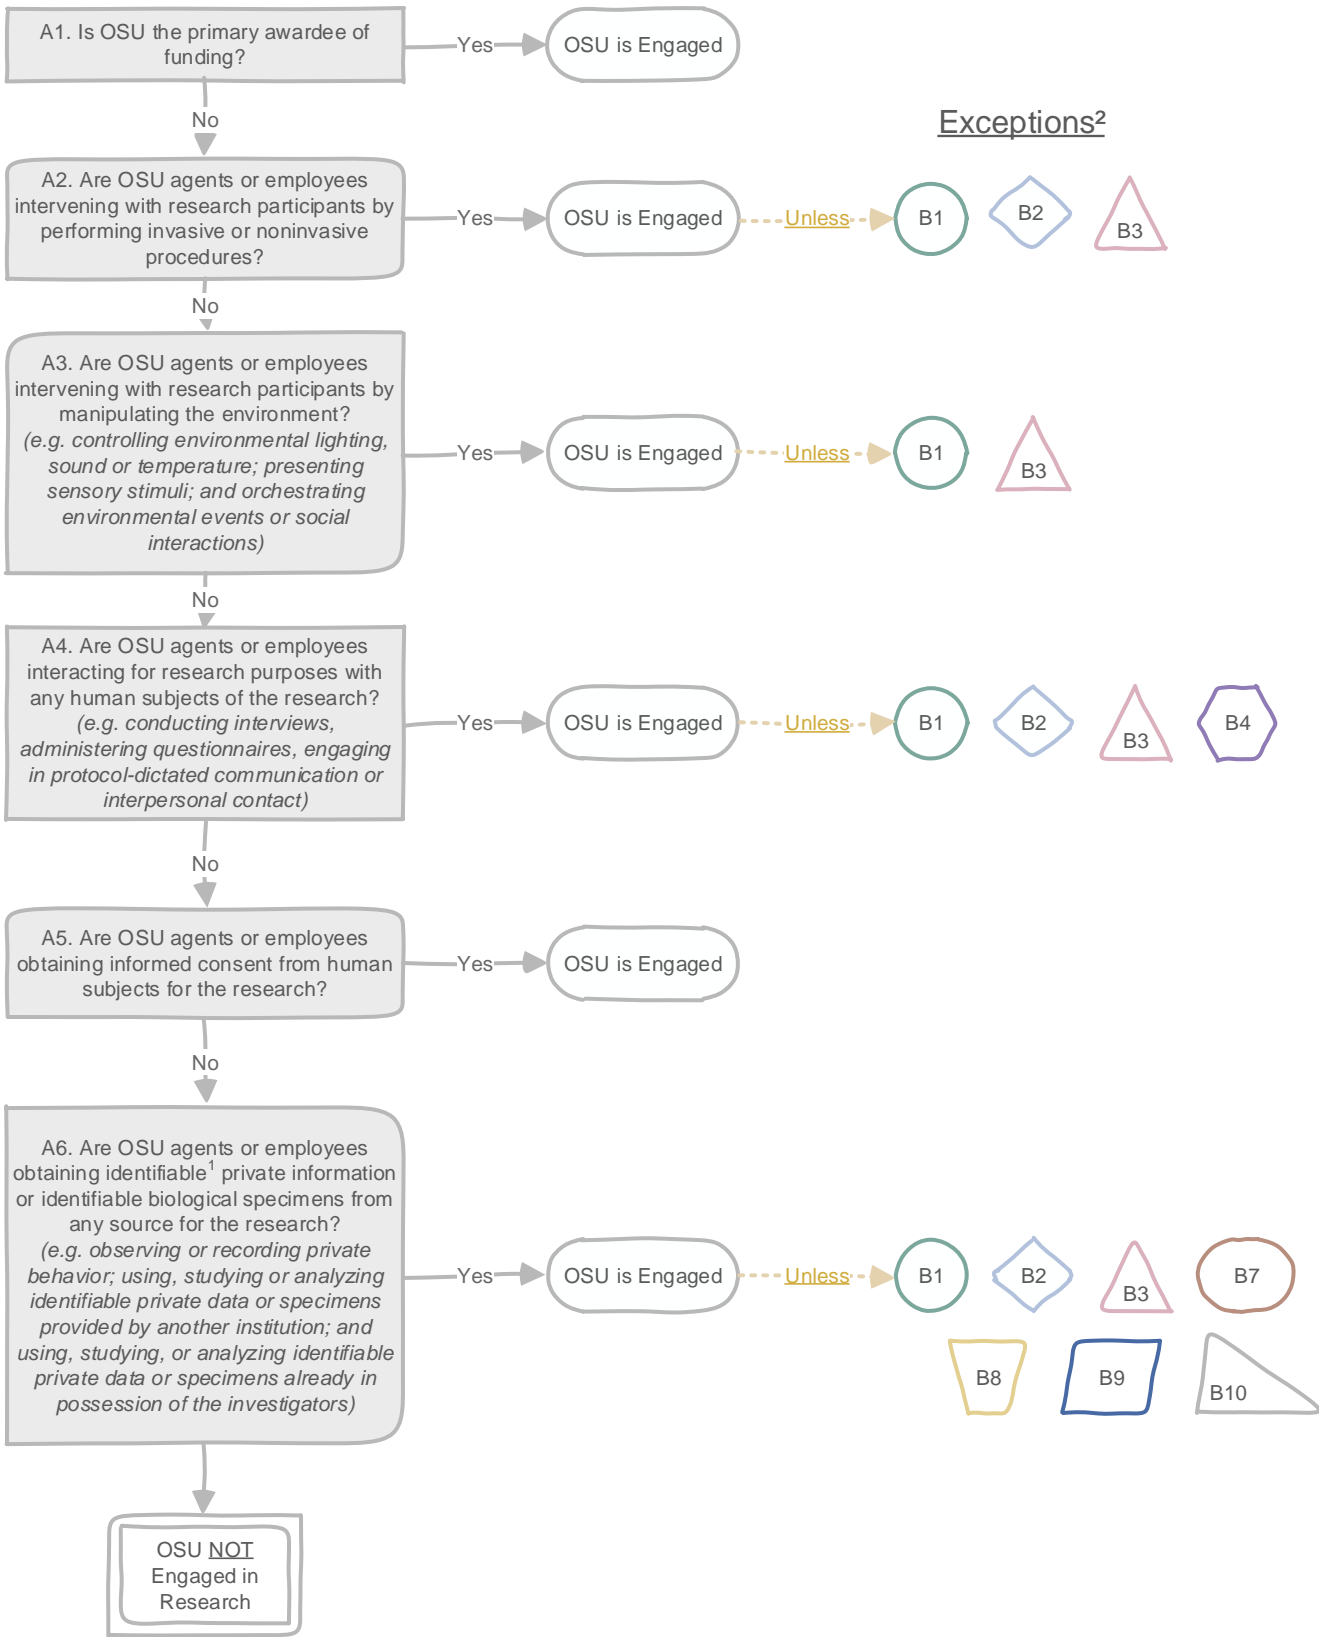 A1. Is OSU the primary awardee of
funding?
Yes
OSU is Engaged
No
Exceptions²
A2. Are OSU agents or employees
intervening with research participants by
performing invasive or noninvasive
procedures?
Yes
OSU is Engaged
Unless
B1
B2
B3
No
A3. Are OSU agents or employees
intervening with research participants by
manipulating the environment?
(e.g. controlling environmental lighting,
sound or temperature; presenting
sensory stimuli; and orchestrating
environmental events or social
interactions)
Yes
OSU is Engaged
Unless
B1
B3
No
A4. Are OSU agents or employees
interacting for research purposes with
any human subjects of the research?
(e.g. conducting interviews,
administering questionnaires, engaging
in protocol-dictated communication or
interpersonal contact)
Yes
OSU is Engaged
Unless
B1
B2
B3
B4
No
A5. Are OSU agents or employees
obtaining informed consent from human
subjects for the research?
Yes
OSU is Engaged
No
A6. Are OSU agents or employees
obtaining identifiable¹ private information
or identifiable biological specimens from
any source for the research?
(e.g. observing or recording private
behavior; using, studying or analyzing
identifiable private data or specimens
provided by another institution; and
using, studying, or analyzing identifiable
private data or specimens already in
possession of the investigators)
Yes
OSU is Engaged
Unless
B1
B2
B3
B7
B8
B9
B10
OSU NOT
Engaged in
Research